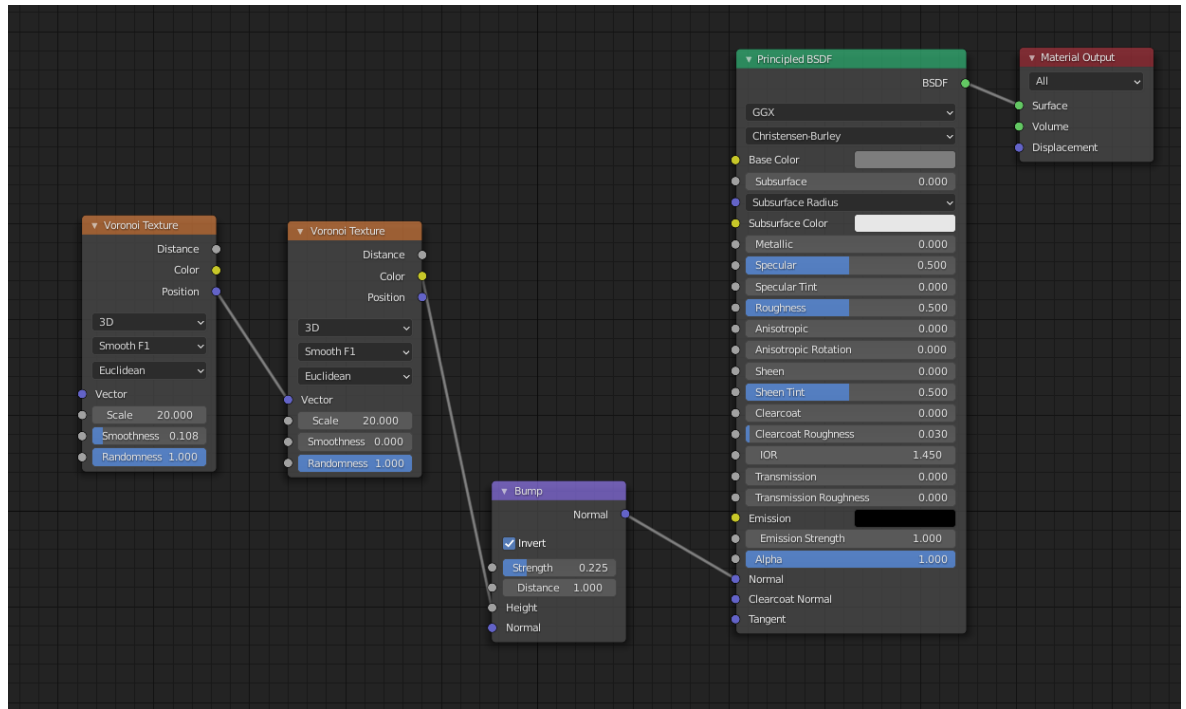 Voronoi Texture
Distance
Color
Position
3D
Smooth F1
Euclidean
Vector
Scale 20.000
Smoothness 0.108
Randomness 1.000
Voronoi Texture
Distance
Color
Position
3D
Smooth F1
Euclidean
Vector
Scale 20.000
Smoothness 0.000
Randomness 1.000
Bump
Normal
Invert
Strength 0.225
Distance 1.000
Height
Normal
Principled BSDF
BSDF
GGX
Christensen-Burley
Base Color
Subsurface 0.000
Subsurface Radius
Subsurface Color
Metallic 0.000
Specular 0.500
Specular Tint 0.000
Roughness 0.500
Anisotropic 0.000
Anisotropic Rotation 0.000
Sheen 0.000
Sheen Tint 0.500
Clearcoat 0.000
Clearcoat Roughness 0.030
IOR 1.450
Transmission 0.000
Transmission Roughness 0.000
Emission
Emission Strength 1.000
Alpha 1.000
Normal
Clearcoat Normal
Tangent
Material Output
All
Surface
Volume
Displacement